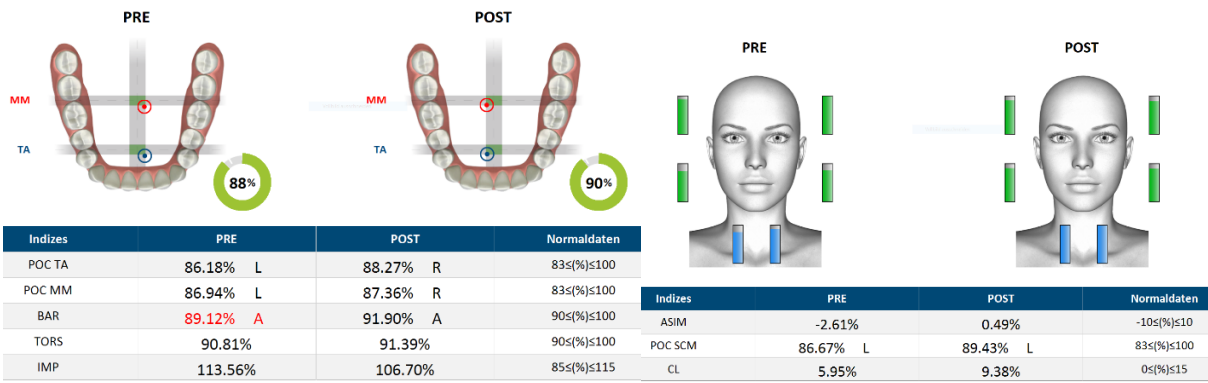 PRE POST
MM MM
TA TA
88% 90%
Indizes PRE POST Normaldaten
POC TA 86.18% L 88.27% R 83≤(%)≤100
POC MM 86.94% L 87.36% R 83≤(%)≤100
BAR 89.12% A 91.90% A 90≤(%)≤100
TORS 90.81% 91.39% 90≤(%)≤100
IMP 113.56% 106.70% 85≤(%)≤115
PRE POST
Indizes PRE POST Normaldaten
ASIM -2.61% 0.49% -10≤(%)≤10
POC SCM 86.67% L 89.43% L 83≤(%)≤100
CL 5.95% 9.38% 0≤(%)≤15